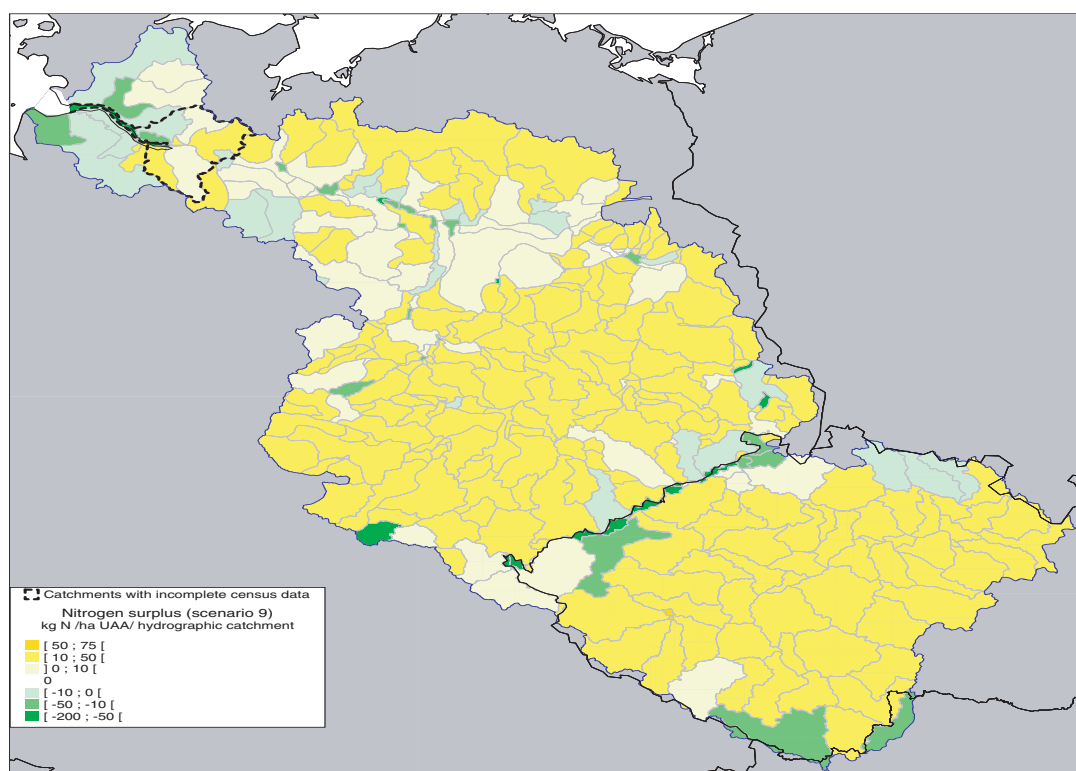 Catchments with incomplete census data
Nitrogen surplus (scenario 9)
kg N /ha UAA/ hydrographic catchment
[ 50 ; 75 [
[ 10 ; 50 [
] 0 ; 10 [
0
[ -10 ; 0 [
[ -50 ; -10 [
[ -200 ; -50 [